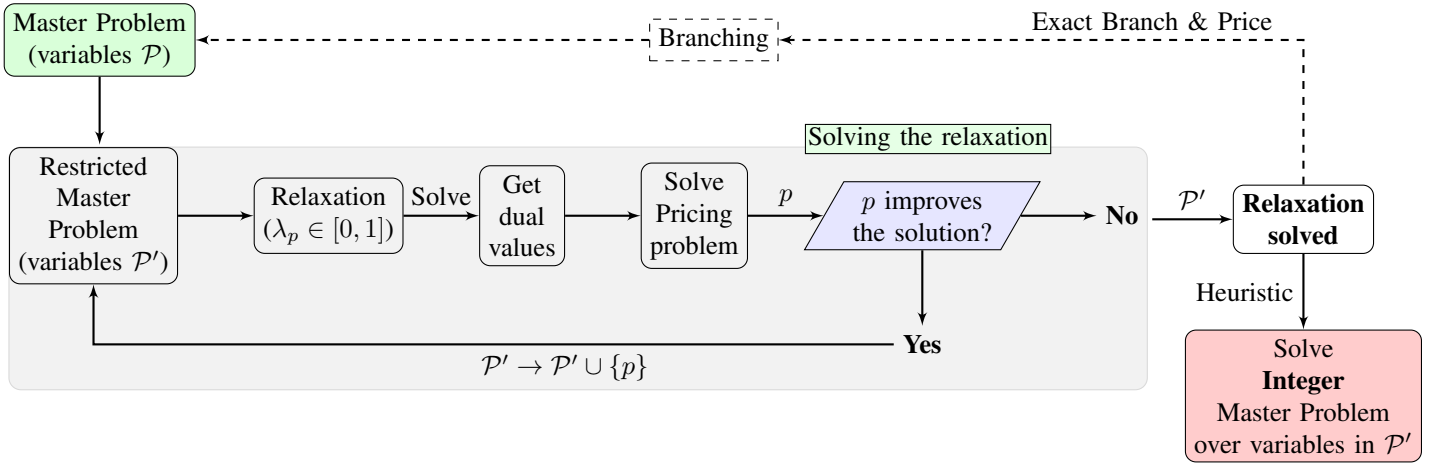 Master Problem
(variables 𝒫)
Branching
Exact Branch & Price
Solving the relaxation
Restricted
Master
Problem
(variables 𝒫′)
Relaxation
(λₚ ∈ [0, 1])
Solve
Get
dual
values
Solve
Pricing
problem
p
p improves
the solution?
No
𝒫′
Relaxation
solved
Yes
𝒫′ → 𝒫′ ∪ {p}
Heuristic
Solve
Integer
Master Problem
over variables in 𝒫′